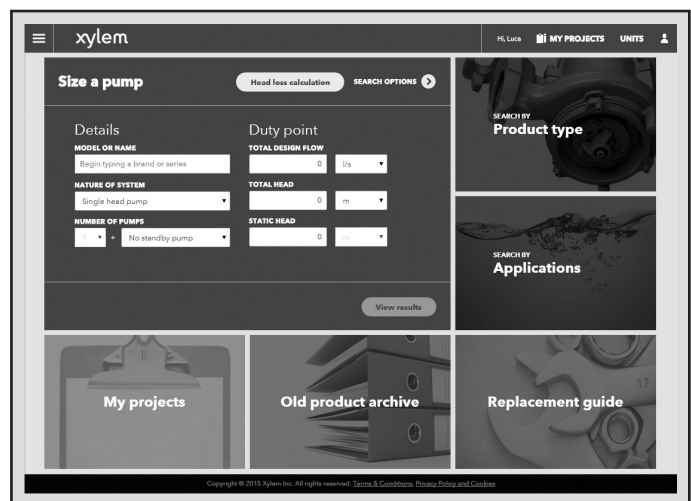 xylem
Hi, Luca
MY PROJECTS
UNITS
Size a pump
Head loss calculation
SEARCH OPTIONS
Details
MODEL OR NAME
Begin typing a brand or series
NATURE OF SYSTEM
Single head pump
NUMBER OF PUMPS
1 + No standby pump
Duty point
TOTAL DESIGN FLOW
0 l/s
TOTAL HEAD
0 m
STATIC HEAD
0 m
View results
SEARCH BY
Product type
SEARCH BY
Applications
My projects
Old product archive
Replacement guide
17
Copyright © 2015 Xylem Inc. All rights reserved. Terms & Conditions, Privacy Policy and Cookies